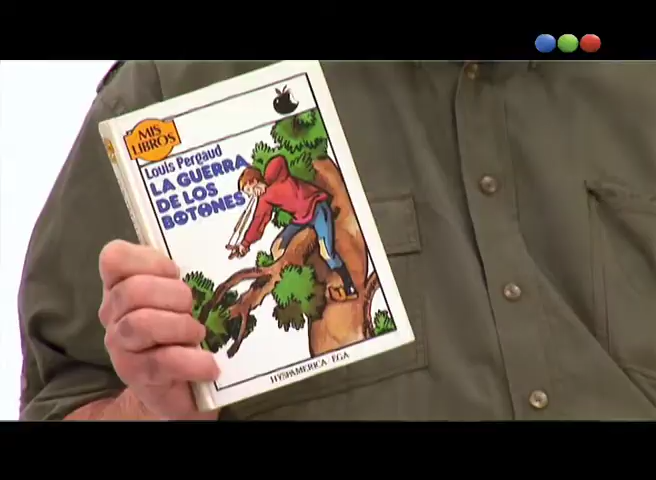 MIS
LIBROS
Louis Pergaud
LA GUERRA
DE LOS
BOTONES
HYSPAMERICA EGA